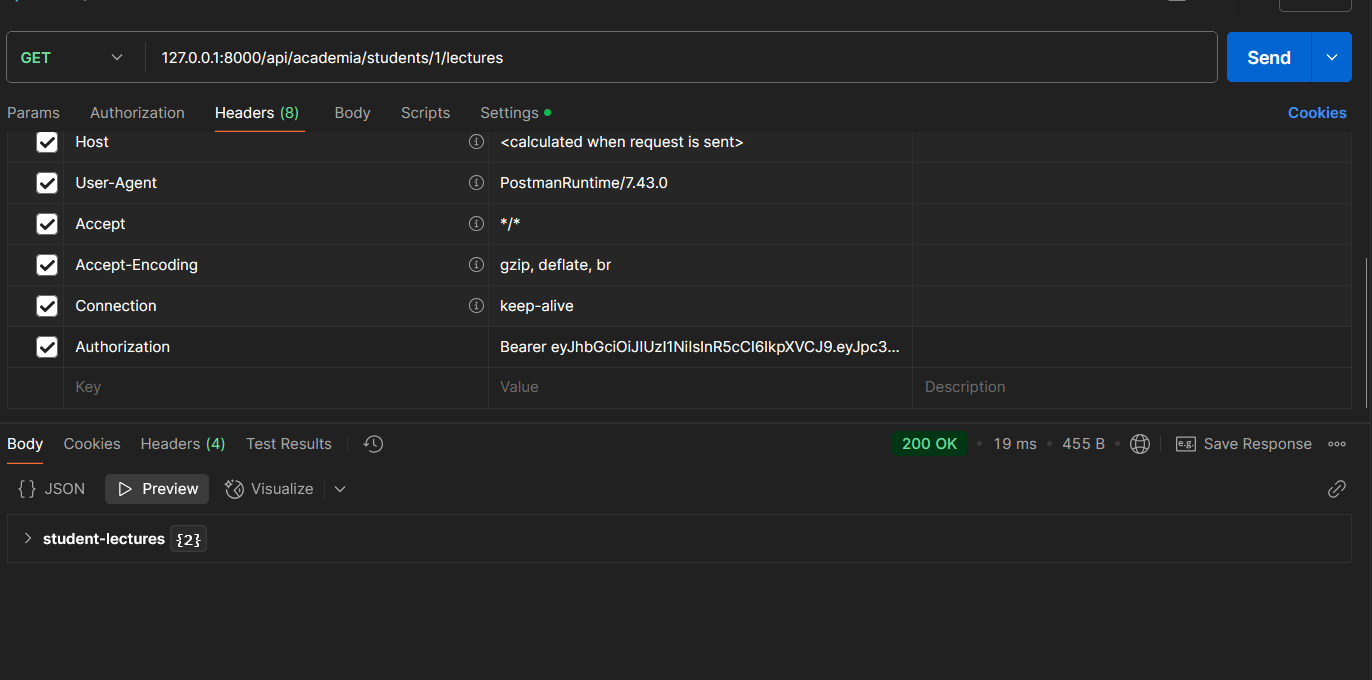 GET 127.0.0.1:8000/api/academia/students/1/lectures Send
Params Authorization Headers (8) Body Scripts Settings Cookies
Host <calculated when request is sent>
User-Agent PostmanRuntime/7.43.0
Accept */*
Accept-Encoding gzip, deflate, br
Connection keep-alive
Authorization Bearer eyJhbGciOiJIUzI1NiIsInR5cCI6IkpXVCJ9.eyJpc3...
Key Value Description
Body Cookies Headers (4) Test Results 200 OK • 19 ms • 455 B • e.g. Save Response
{} JSON Preview Visualize
student-lectures {2}